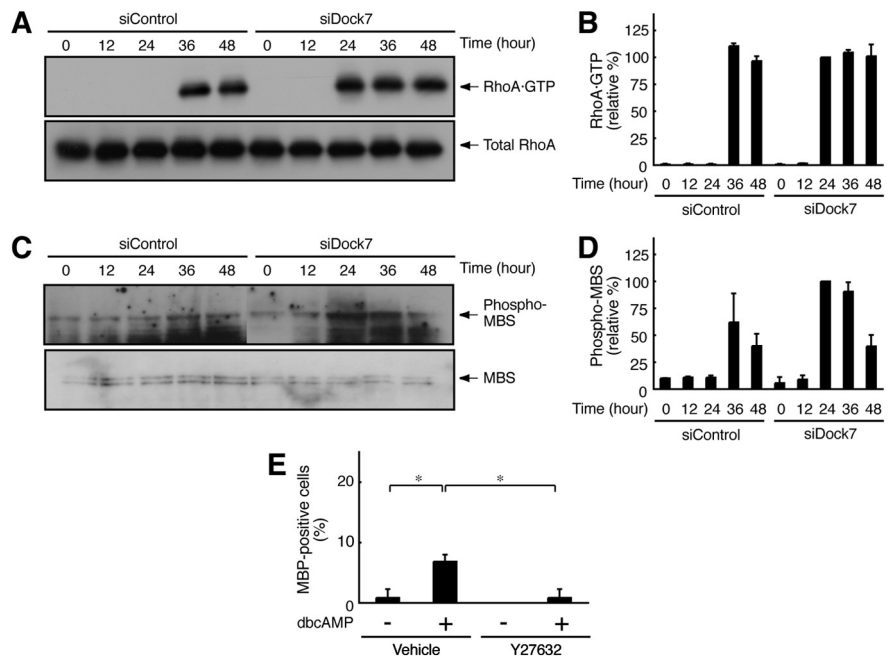 A
siControl siDock7
0 12 24 36 48 0 12 24 36 48 Time (hour)
RhoA·GTP
Total RhoA
B
RhoA·GTP
(relative %)
125
100
75
50
25
0
Time (hour) 0 12 24 36 48 0 12 24 36 48
siControl siDock7
C
siControl siDock7
0 12 24 36 48 0 12 24 36 48 Time (hour)
Phospho-
MBS
MBS
D
Phospho-MBS
(relative %)
125
100
75
50
25
0
Time (hour) 0 12 24 36 48 0 12 24 36 48
siControl siDock7
E
MBP-positive cells
(%)
20
10
0
* *
dbcAMP - + - +
Vehicle Y27632